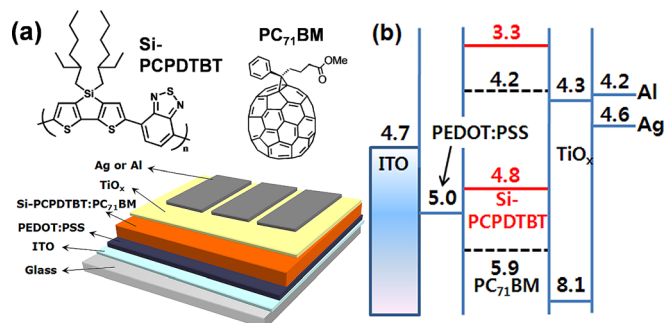 (a)
Si-
PCPDTBT
PC71BM
Si
S
S
N
S
N
n
OMe
O
Ag or Al
TiOx
Si-PCPDTBT:PC71BM
PEDOT:PSS
ITO
Glass
(b)
3.3
4.2
4.3
4.2
Al
4.6
Ag
4.7
PEDOT:PSS
TiOx
ITO
5.0
4.8
Si-
PCPDTBT
5.9
PC71BM
8.1